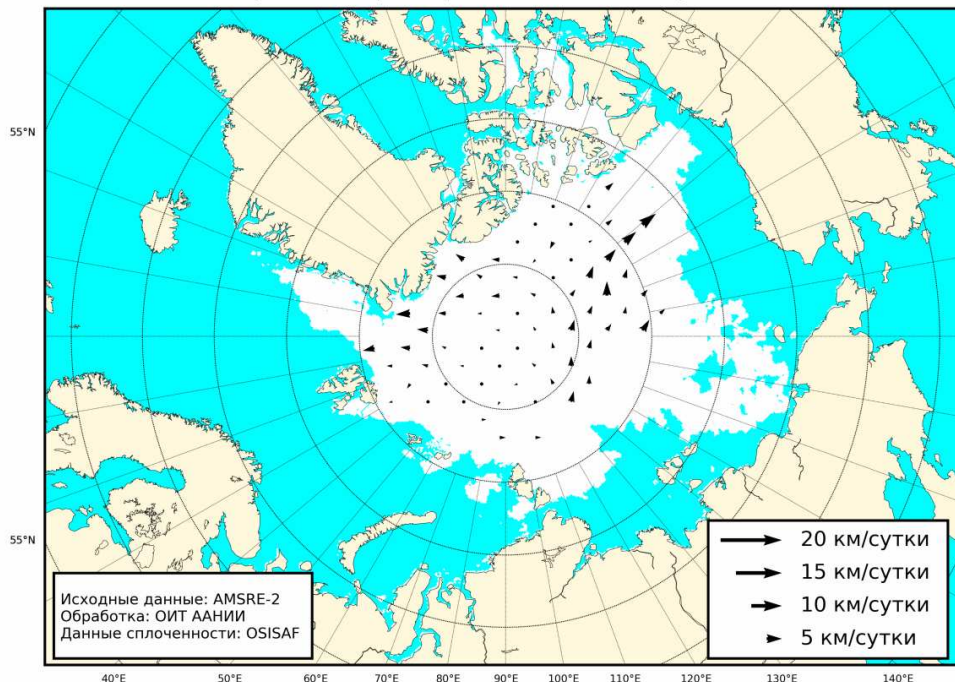 55°N
55°N
Исходные данные: AMSRE-2
Обработка: ОИТ ААНИИ
Данные сплоченности: OSISAF
20 км/сутки
15 км/сутки
10 км/сутки
5 км/сутки
40°E 50°E 60°E 70°E 80°E 90°E 100°E 110°E 120°E 130°E 140°E